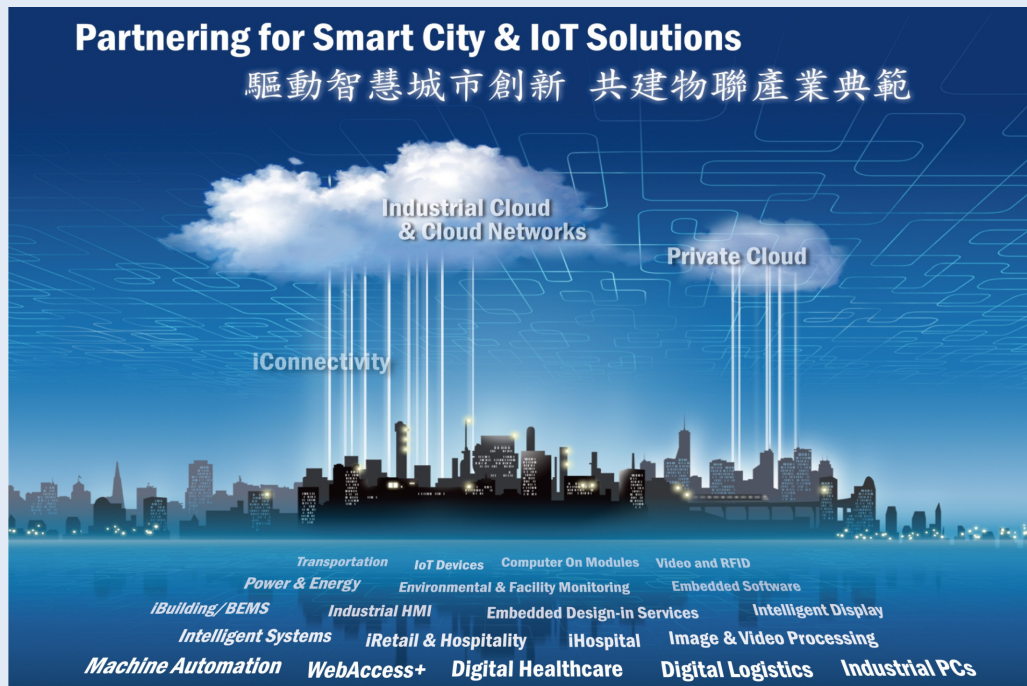 Partnering for Smart City & IoT Solutions
驅動智慧城市創新 共建物聯產業典範
Industrial Cloud
& Cloud Networks
Private Cloud
iConnectivity
Transportation IoT Devices Computer On Modules Video and RFID
Power & Energy Environmental & Facility Monitoring Embedded Software
iBuilding/BEMS Industrial HMI Embedded Design-in Services Intelligent Display
Intelligent Systems iRetail & Hospitality iHospital Image & Video Processing
Machine Automation WebAccess+ Digital Healthcare Digital Logistics Industrial PCs